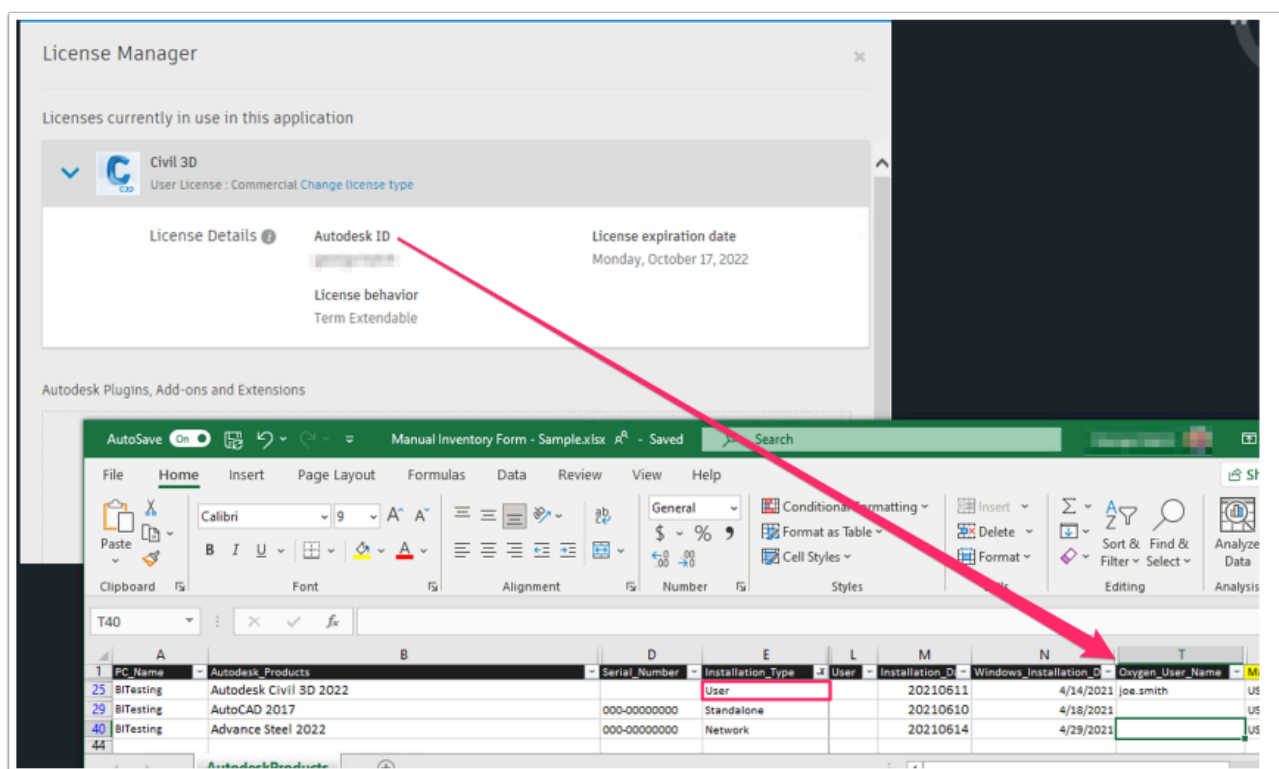 License Manager
Licenses currently in use in this application
Civil 3D
C3D
User License : Commercial Change license type
License Details
Autodesk ID
License expiration date
Monday, October 17, 2022
License behavior
Term Extendable
Autodesk Plugins, Add-ons and Extensions
AutoSave On Manual Inventory Form - Sample.xlsx - Saved Search
File Home Insert Page Layout Formulas Data Review View Help Sh
Paste
Calibri 9
General
Conditional Formatting
Format as Table
Cell Styles
Insert
Delete
Format
Sort & Filter
Find & Select
Analyze Data
Clipboard Font Alignment Number Styles Editing Analysis
T40 fx
A B D E L M N T
1 PC_Name Autodesk_Products Serial_Number Installation_Type User Installation_D Windows_Installation_D Oxygen_User_Name M
25 BITesting Autodesk Civil 3D 2022 User 20210611 4/14/2021 joe.smith US
29 BITesting AutoCAD 2017 000-00000000 Standalone 20210610 4/18/2021 US
40 BITesting Advance Steel 2022 000-00000000 Network 20210614 4/29/2021 US
44
AutodeskProducts